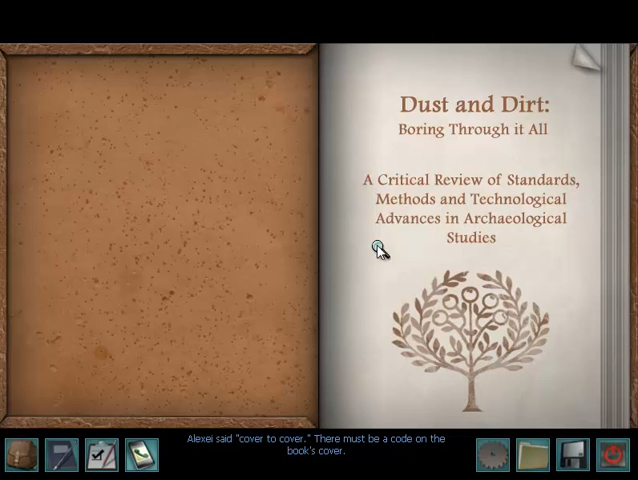 Dust and Dirt:
Boring Through it All
A Critical Review of Standards,
Methods and Technological
Advances in Archaeological
Studies
Alexei said "cover to cover." There must be a code on the
book's cover.